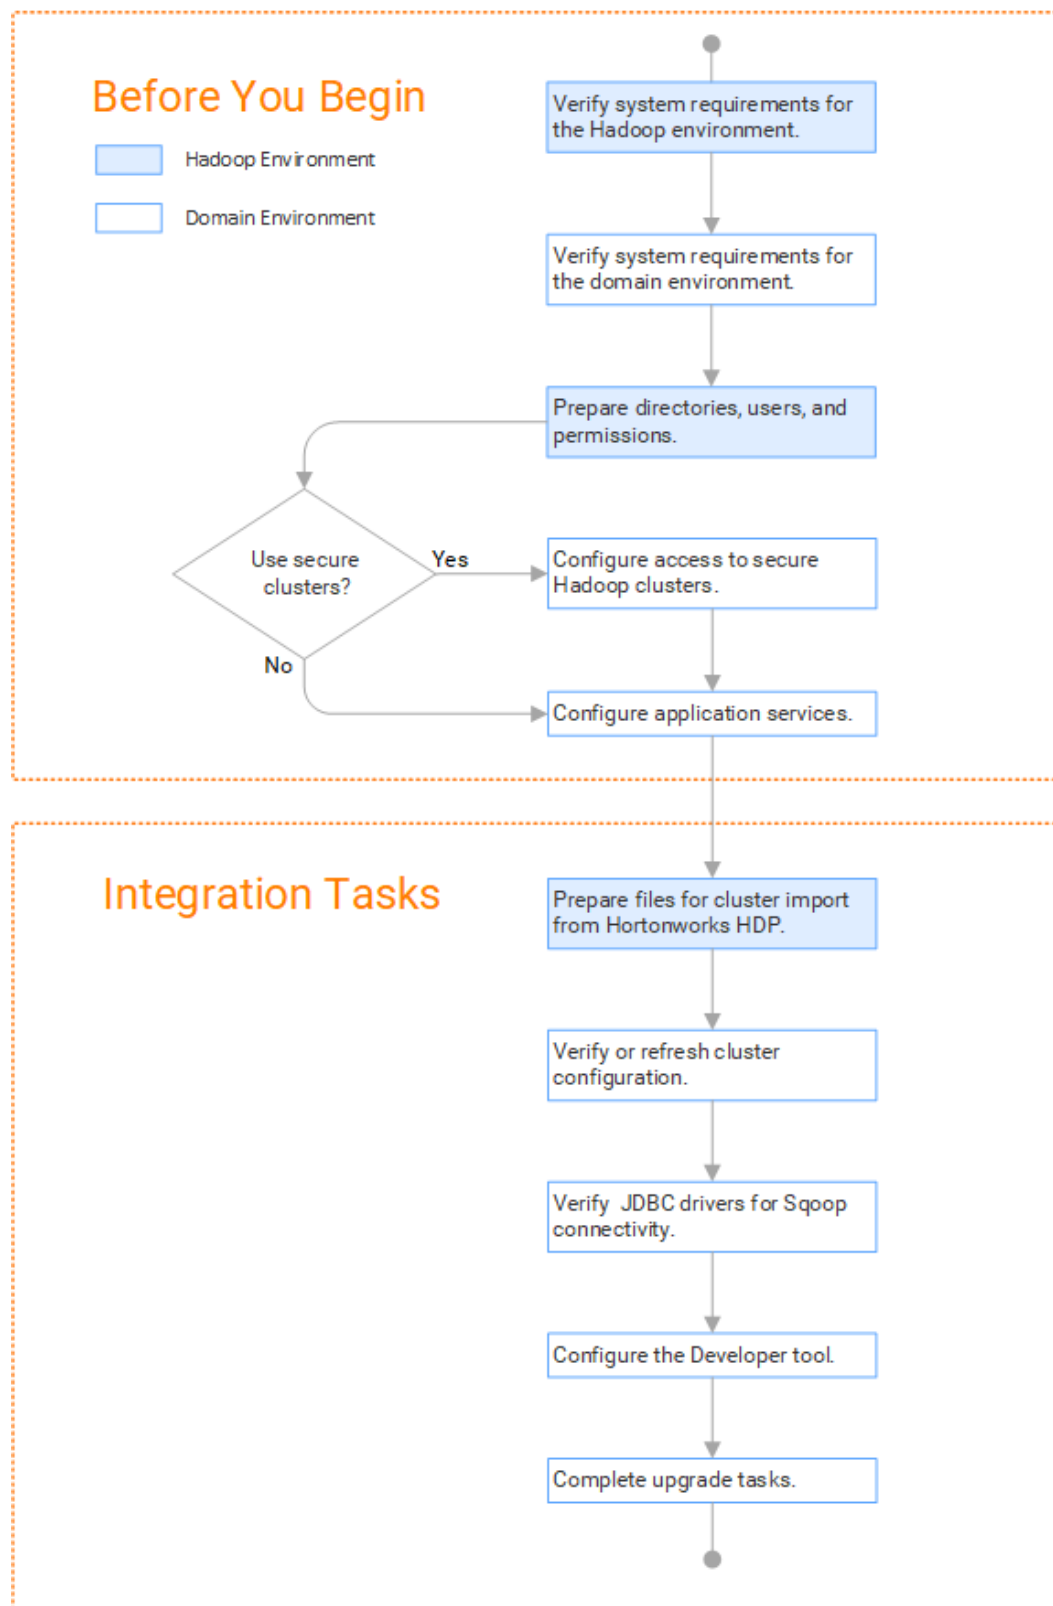 Before You Begin
Hadoop Environment
Domain Environment
Verify system requirements for
the Hadoop environment.
Verify system requirements for
the domain environment.
Prepare directories, users, and
permissions.
Use secure
clusters?
Yes
No
Configure access to secure
Hadoop clusters.
Configure application services.
Integration Tasks
Prepare files for cluster import
from Hortonworks HDP.
Verify or refresh cluster
configuration.
Verify JDBC drivers for Sqoop
connectivity.
Configure the Developer tool.
Complete upgrade tasks.